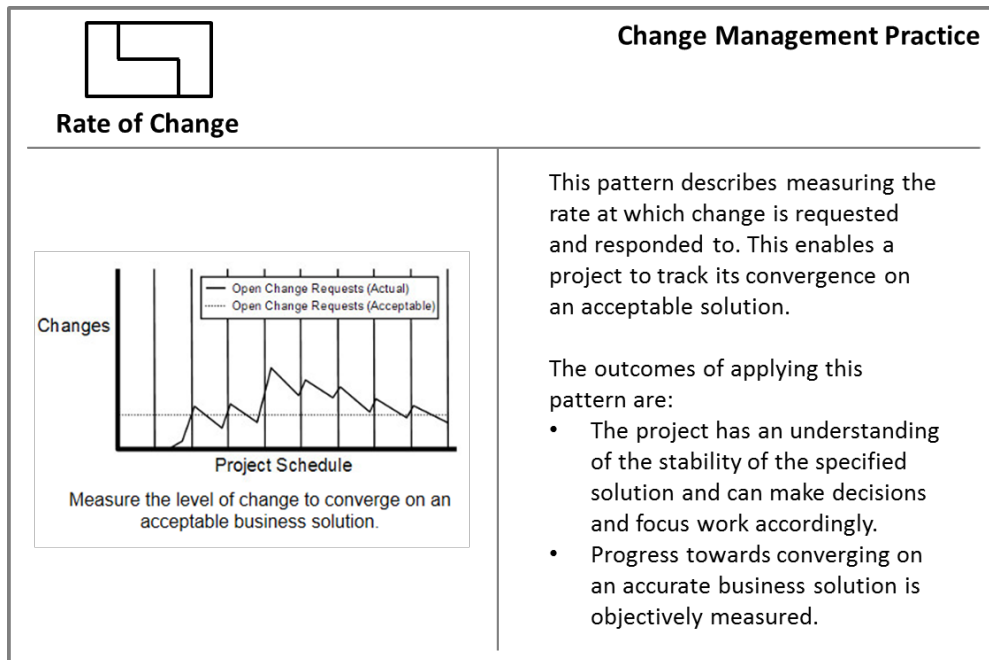 Change Management Practice
Rate of Change
Open Change Requests (Actual)
Open Change Requests (Acceptable)
Changes
Project Schedule
Measure the level of change to converge on an
acceptable business solution.
This pattern describes measuring the
rate at which change is requested
and responded to. This enables a
project to track its convergence on
an acceptable solution.
The outcomes of applying this
pattern are:
• The project has an understanding
of the stability of the specified
solution and can make decisions
and focus work accordingly.
• Progress towards converging on
an accurate business solution is
objectively measured.